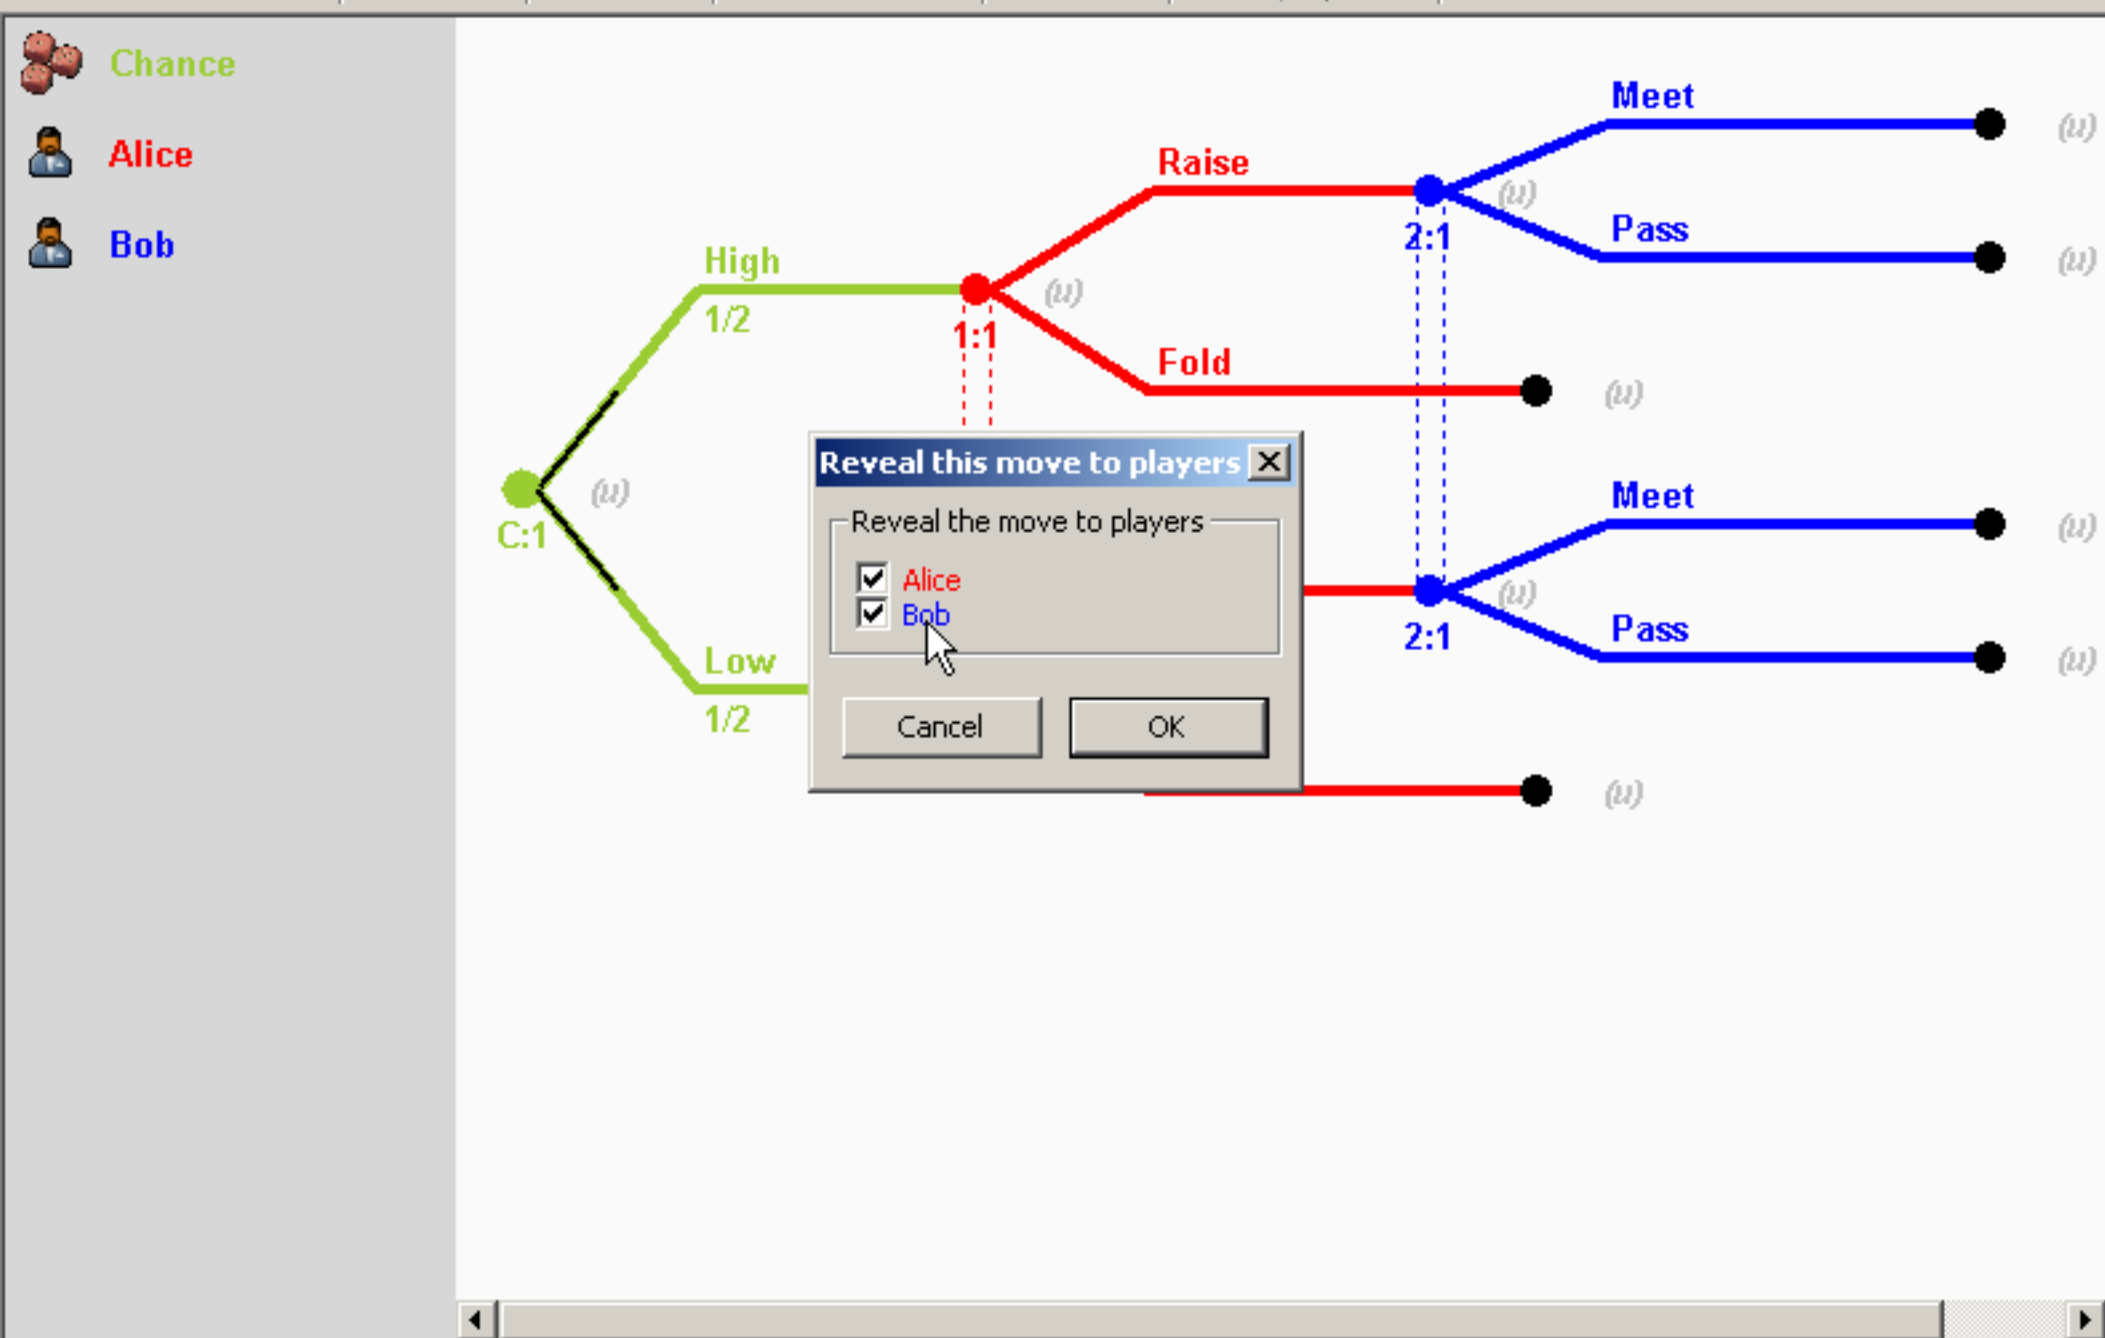 Chance
Alice
Bob
Meet
(u)
Raise
(u)
2:1
Pass
(u)
High
1/2
(u)
1:1
Fold
(u)
Reveal this move to players
(u)
C:1
Reveal the move to players
Alice
Bob
Meet
(u)
(u)
2:1
Pass
(u)
Low
1/2
Cancel
OK
(u)